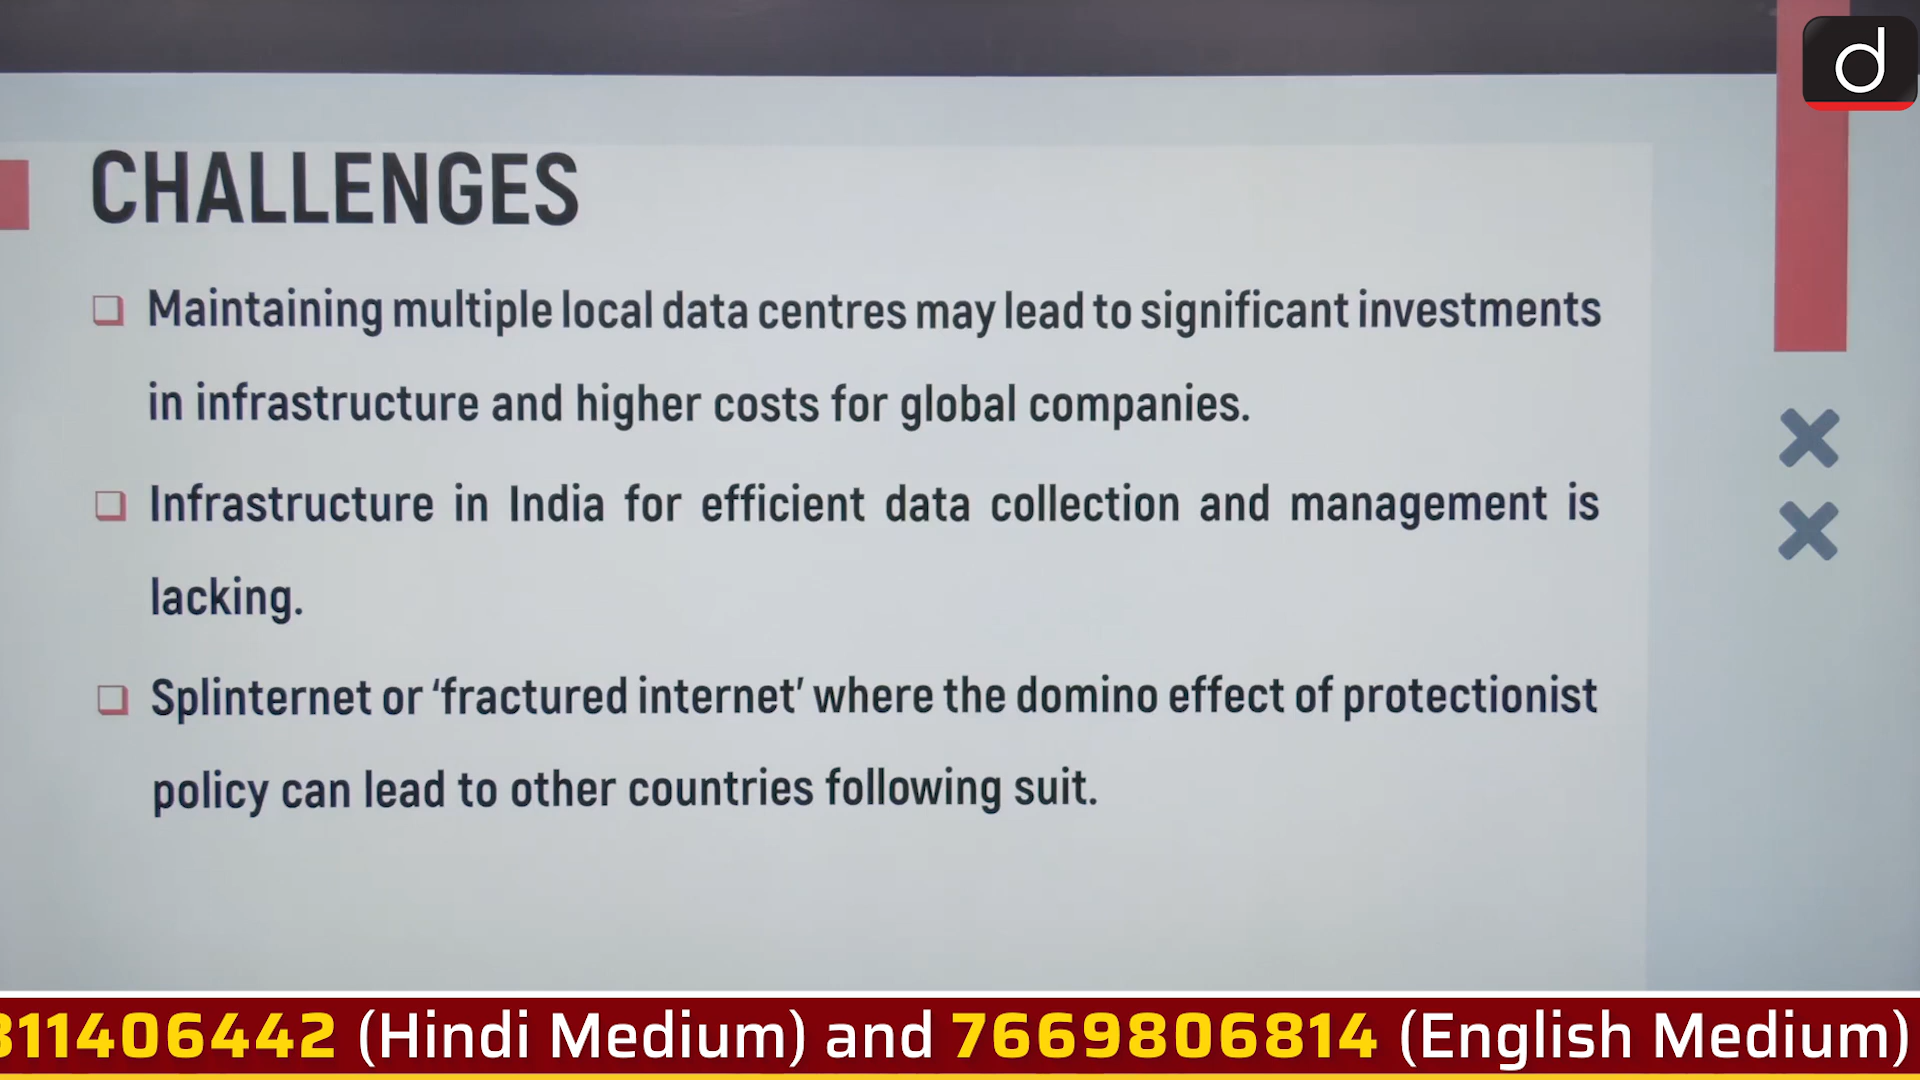 d
CHALLENGES
Maintaining multiple local data centres may lead to significant investments
in infrastructure and higher costs for global companies.
Infrastructure in India for efficient data collection and management is
lacking.
Splinternet or ‘fractured internet’ where the domino effect of protectionist
policy can lead to other countries following suit.
311406442 (Hindi Medium) and 7669806814 (English Medium)